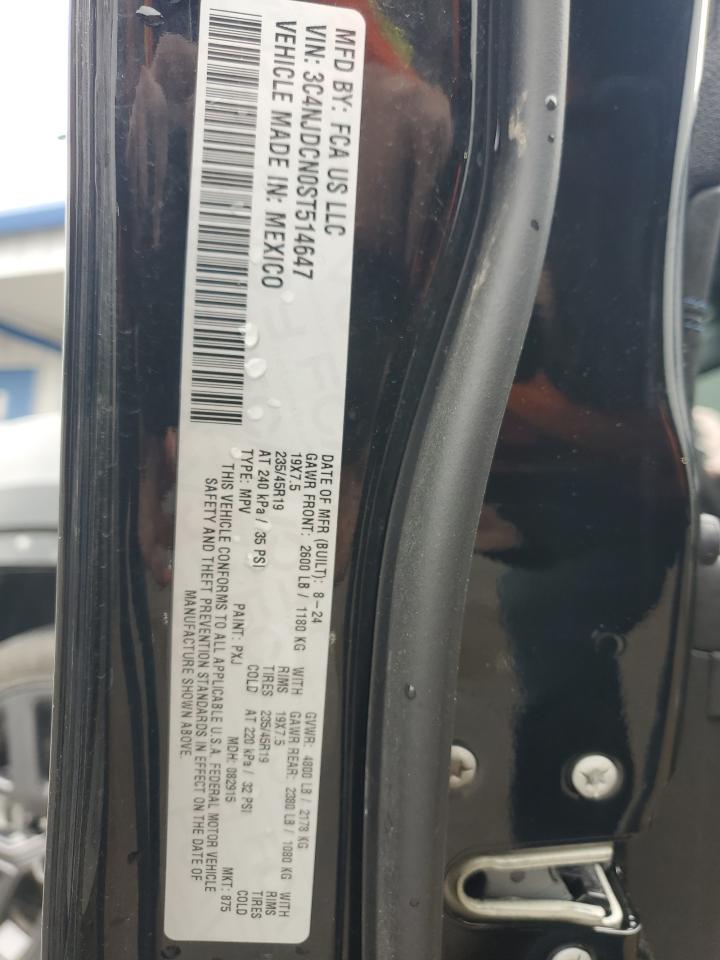 MFD BY: FCA US LLC
VIN: 3C4NJDCN0ST514647
VEHICLE MADE IN: MEXICO
DATE OF MFR (BUILT): 8-24 GVWR: 4800 LB / 2178 KG
GAWR FRONT: 2600 LB / 1180 KG WITH GAWR REAR: 2380 LB / 1080 KG WITH
19X7.5 RIMS 19X7.5 RIMS
235/45R19 TIRES 235/45R19 TIRES
AT 240 kPa / 35 PSI COLD AT 220 kPa / 32 PSI COLD
TYPE: MPV PAINT: PXJ MDH: 082915 MKT: 875
THIS VEHICLE CONFORMS TO ALL APPLICABLE U.S.A. FEDERAL MOTOR VEHICLE
SAFETY AND THEFT PREVENTION STANDARDS IN EFFECT ON THE DATE OF
MANUFACTURE SHOWN ABOVE.